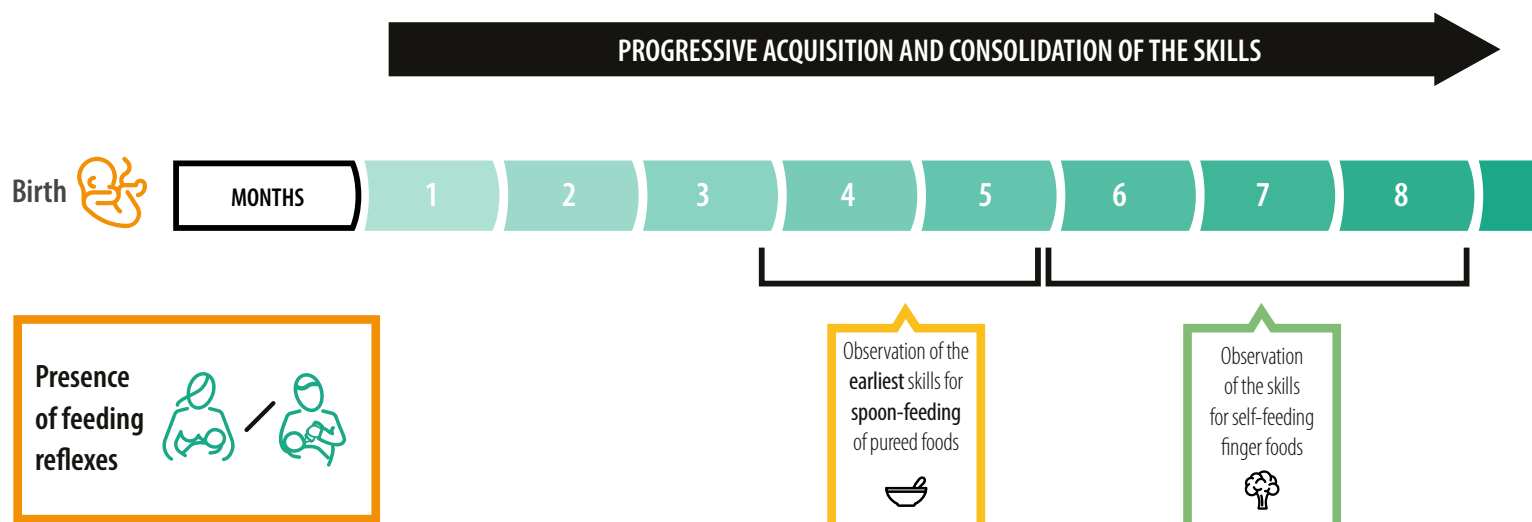 PROGRESSIVE ACQUISITION AND CONSOLIDATION OF THE SKILLS
Birth
MONTHS
1
2
3
4
5
6
7
8
Presence
of feeding
reflexes
Observation of the
earliest skills for
spoon-feeding
of pureed foods
Observation
of the skills
for self-feeding
finger foods